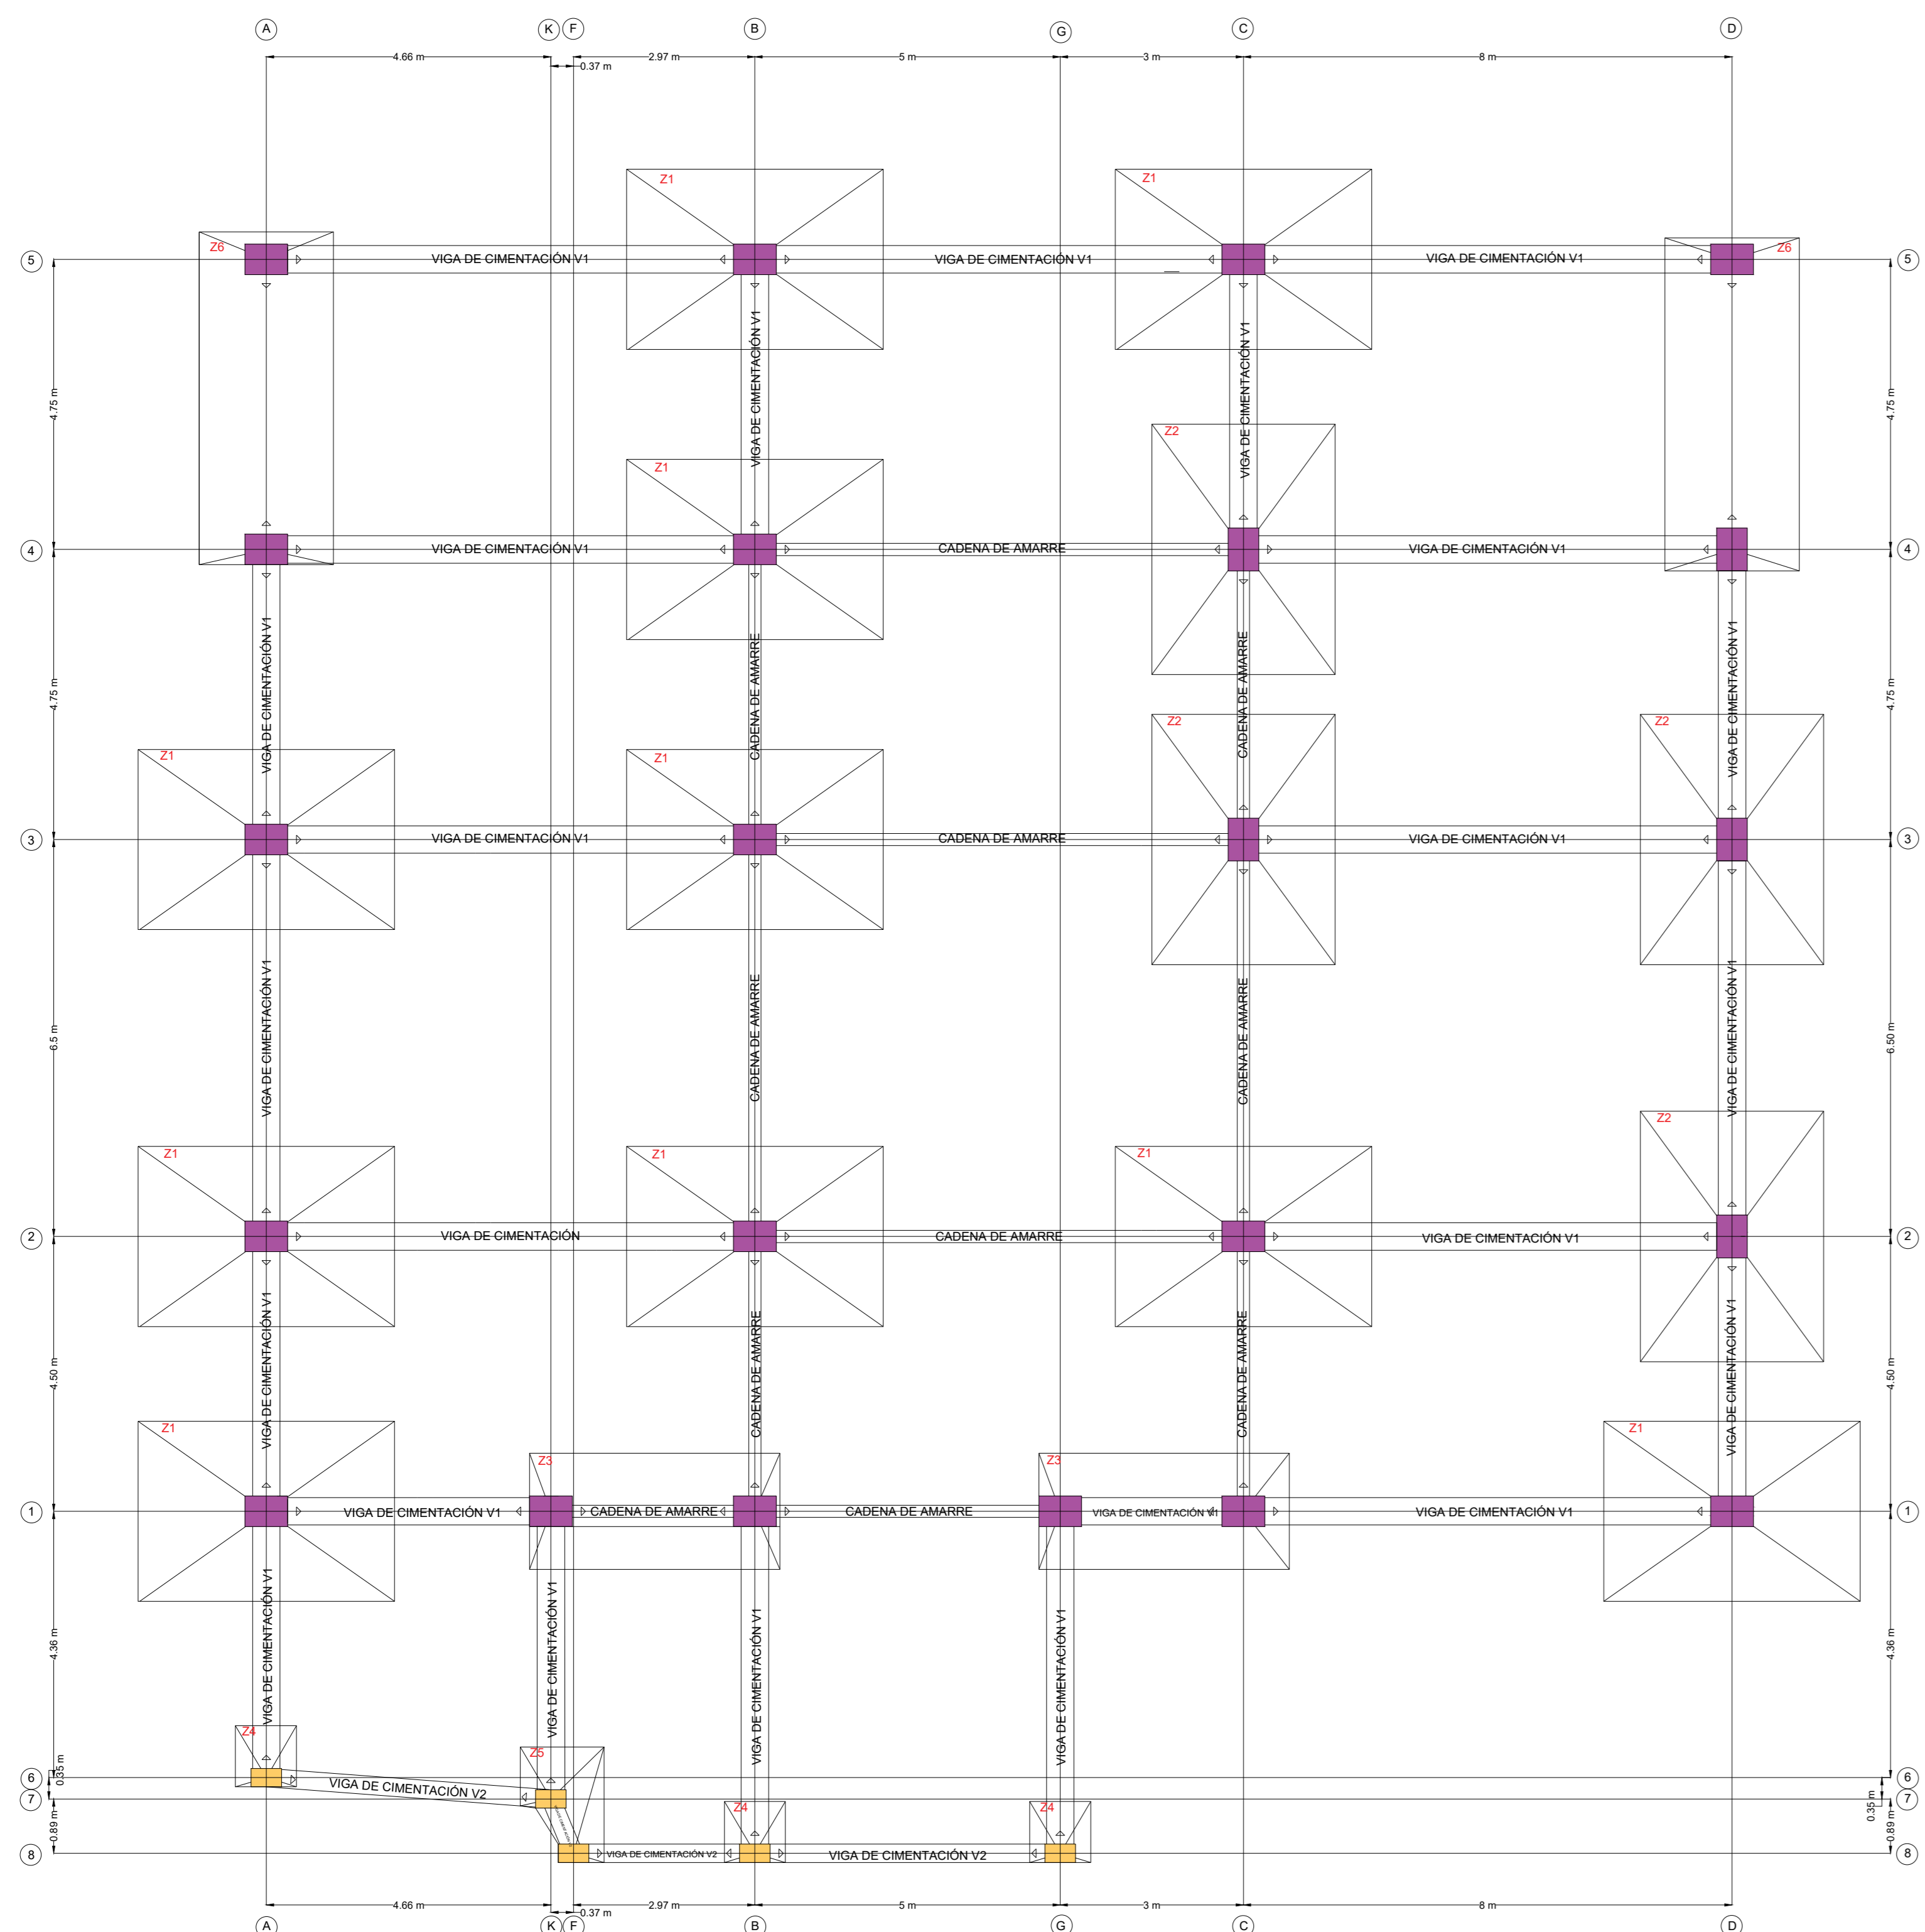 A K F B G C D
4.66 m 0.37 m 2.97 m 5 m 3 m 8 m
Z1 Z1
Z6 Z6
5 VIGA DE CIMENTACIÓN V1 VIGA DE CIMENTACIÓN V1 VIGA DE CIMENTACIÓN V1 5
4.75 m VIGA DE CIMENTACIÓN V1 VIGA DE CIMENTACIÓN V1 4.75 m
Z2
Z1
4 VIGA DE CIMENTACIÓN V1 CADENA DE AMARRE VIGA DE CIMENTACIÓN V1 4
4.75 m VIGA DE CIMENTACIÓN V1 CADENA DE AMARRE CADENA DE AMARRE VIGA DE CIMENTACIÓN V1 4.75 m
Z2 Z2
Z1 Z1
3 VIGA DE CIMENTACIÓN V1 CADENA DE AMARRE VIGA DE CIMENTACIÓN V1 3
6.5 m VIGA DE CIMENTACIÓN V1 CADENA DE AMARRE CADENA DE AMARRE VIGA DE CIMENTACIÓN V1 6.50 m
Z2
Z1 Z1 Z1
2 VIGA DE CIMENTACIÓN CADENA DE AMARRE VIGA DE CIMENTACIÓN V1 2
4.50 m VIGA DE CIMENTACIÓN V1 CADENA DE AMARRE CADENA DE AMARRE VIGA DE CIMENTACIÓN V1 4.50 m
Z1 Z1
Z3 Z3
1 VIGA DE CIMENTACIÓN V1 CADENA DE AMARRE CADENA DE AMARRE VIGA DE CIMENTACIÓN V1 VIGA DE CIMENTACIÓN V1 1
4.36 m VIGA DE CIMENTACIÓN V1 VIGA DE CIMENTACIÓN V1 VIGA DE CIMENTACIÓN V1 VIGA DE CIMENTACIÓN V1 4.36 m
Z4
Z5
6 6
0.35 m VIGA DE CIMENTACIÓN V2 0.35 m
7 7
Z4 Z4
0.89 m 0.89 m
8 VIGA DE CIMENTACIÓN V2 VIGA DE CIMENTACIÓN V2 8
4.66 m 0.37 m 2.97 m 5 m 3 m 8 m
A K F B G C D